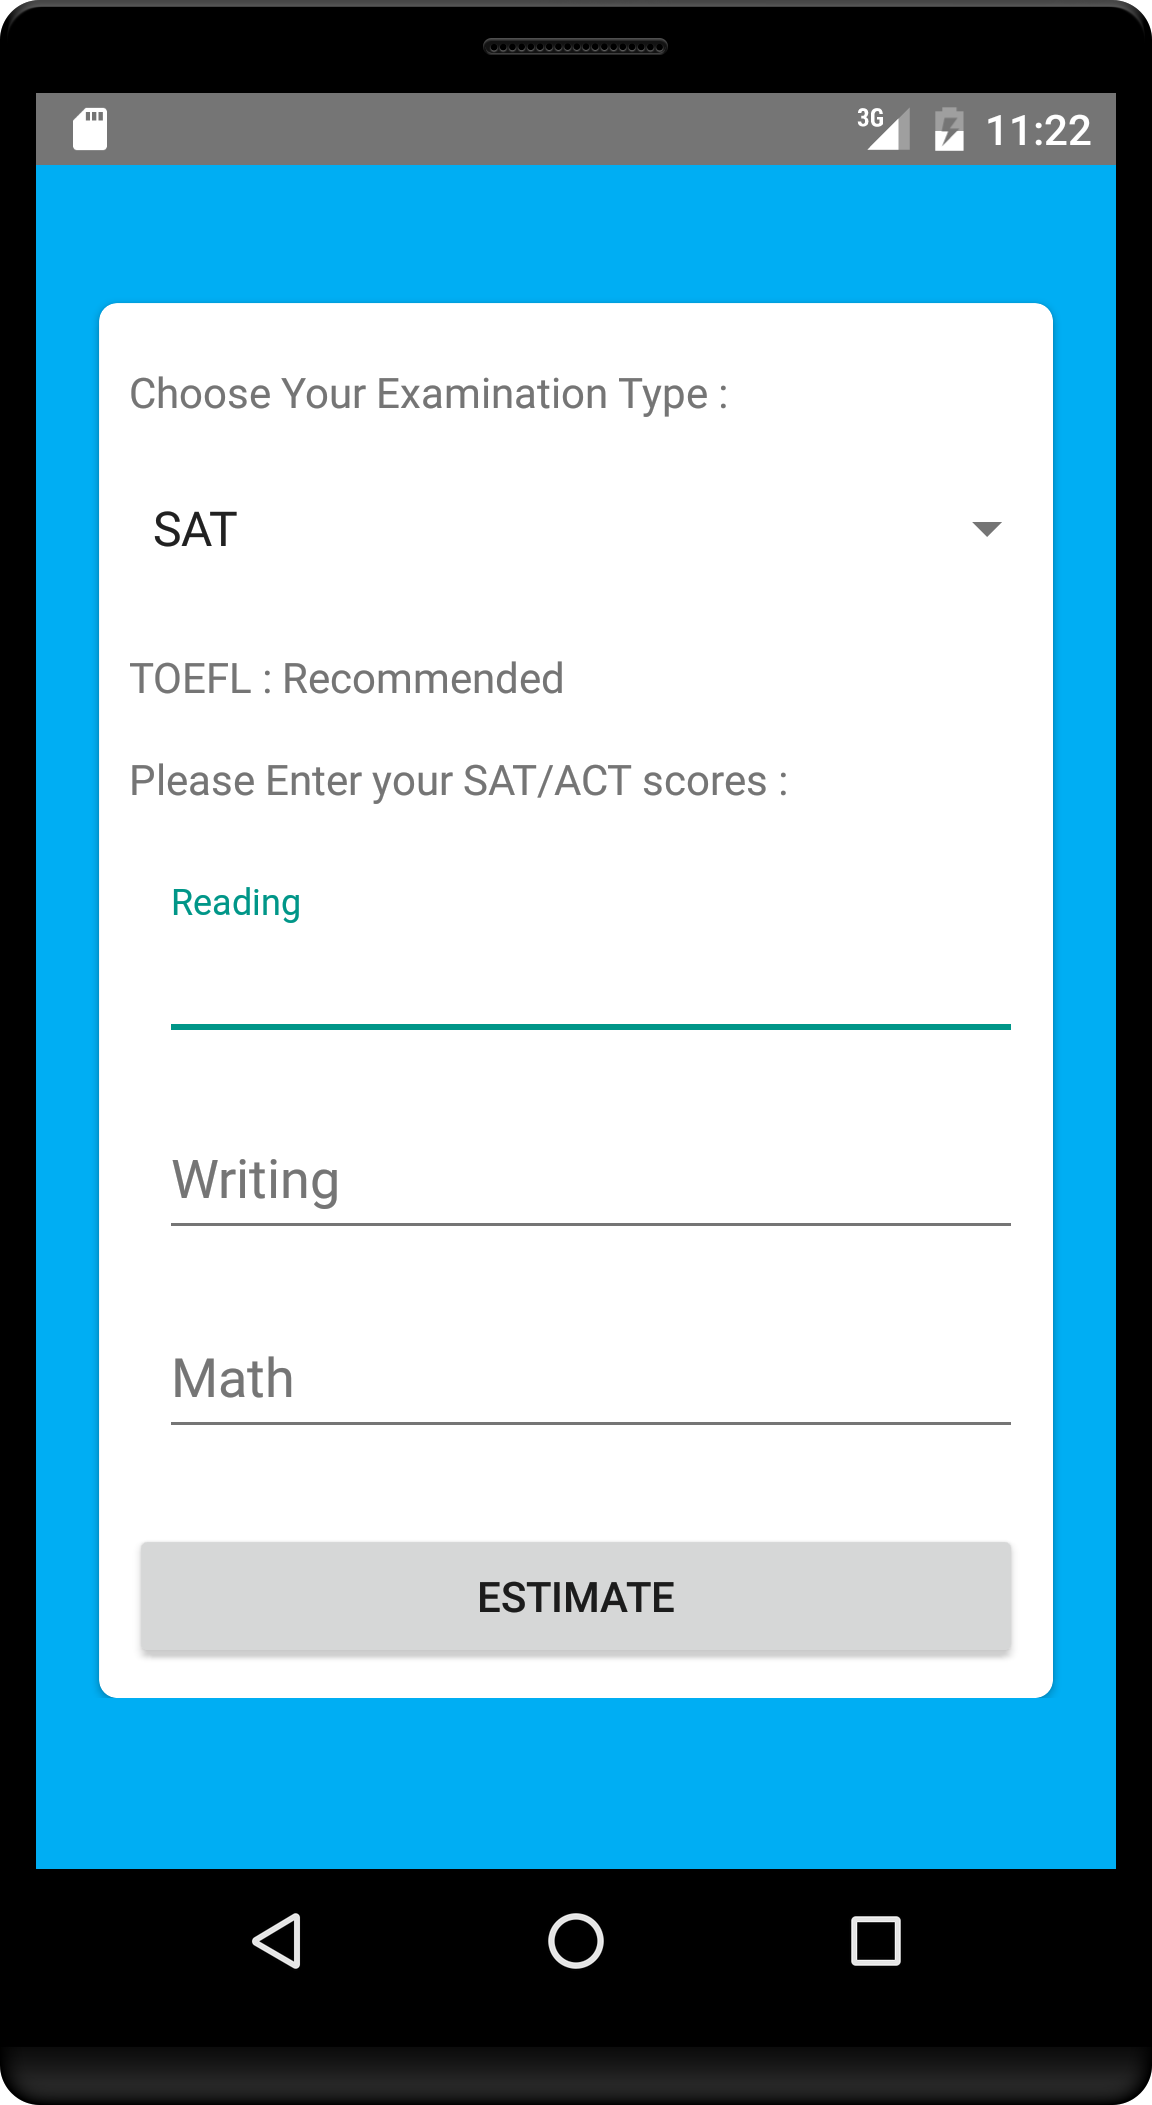 3G 11:22
Choose Your Examination Type :
SAT
TOEFL : Recommended
Please Enter your SAT/ACT scores :
Reading
Writing
Math
ESTIMATE